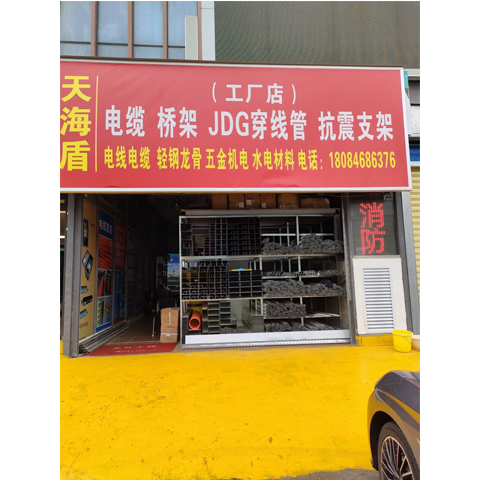 天海盾
（工厂店）
电缆 桥架 JDG穿线管 抗震支架
电线电缆 轻钢龙骨 五金机电 水电材料 电话：18084686376
消防